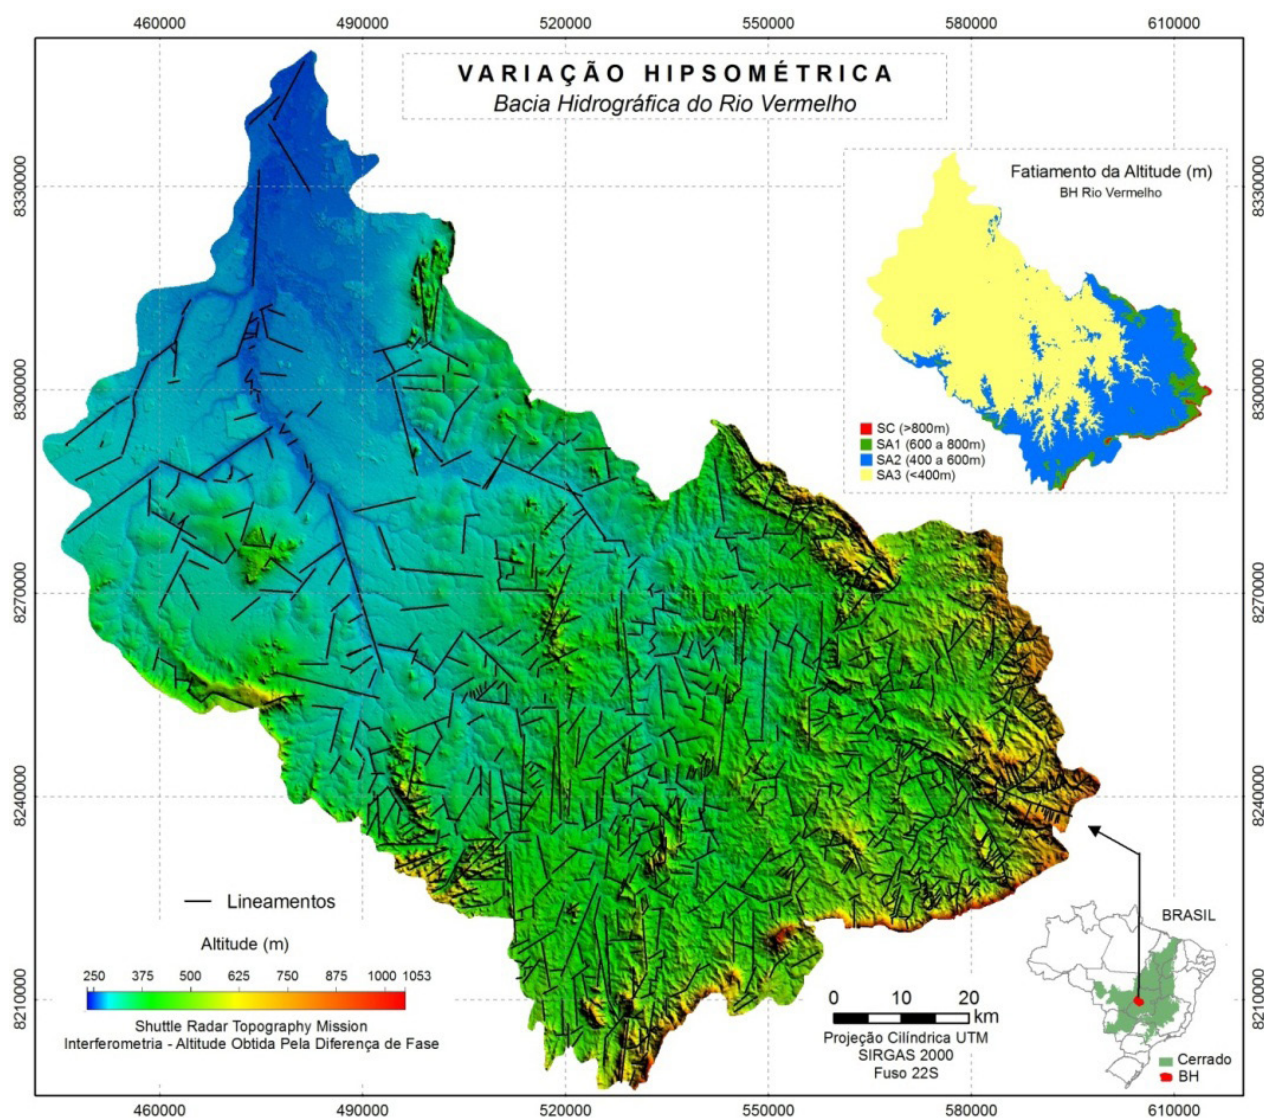 460000 490000 520000 550000 580000 610000
VARIAÇÃO HIPSOMÉTRICA
Bacia Hidrográfica do Rio Vermelho
8330000
8330000
Fatiamento da Altitude (m)
BH Rio Vermelho
8300000
8300000
SC (>800m)
SA1 (600 a 800m)
SA2 (400 a 600m)
SA3 (<400m)
8270000
8270000
8240000
8240000
Lineamentos
Altitude (m)
250 375 500 625 750 875 1000 1053
Shuttle Radar Topography Mission
Interferometria - Altitude Obtida Pela Diferença de Fase
8210000
8210000
0 10 20
km
Projeção Cilíndrica UTM
SIRGAS 2000
Fuso 22S
BRASIL
Cerrado
BH
460000 490000 520000 550000 580000 610000